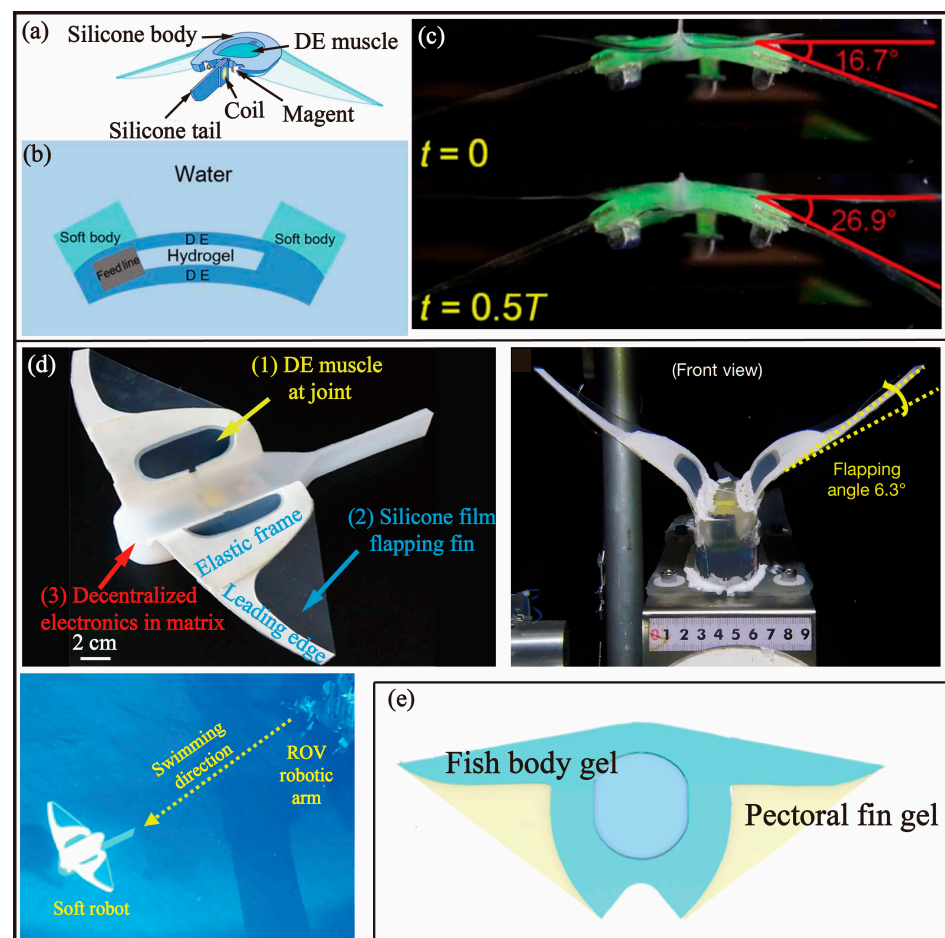 (a)
Silicone body
DE muscle
Coil
Magent
Silicone tail
(b)
Water
Soft body
D E
Soft body
Hydrogel
Feed line
D E
(c)
16.7°
t = 0
26.9°
t = 0.5T
(d)
(1) DE muscle
at joint
(2) Silicone film
flapping fin
Elastic frame
Leading edge
(3) Decentralized
electronics in matrix
2 cm
(Front view)
Flapping
angle 6.3°
0 1 2 3 4 5 6 7 8 9
Swimming
direction
ROV
robotic
arm
Soft robot
(e)
Fish body gel
Pectoral fin gel